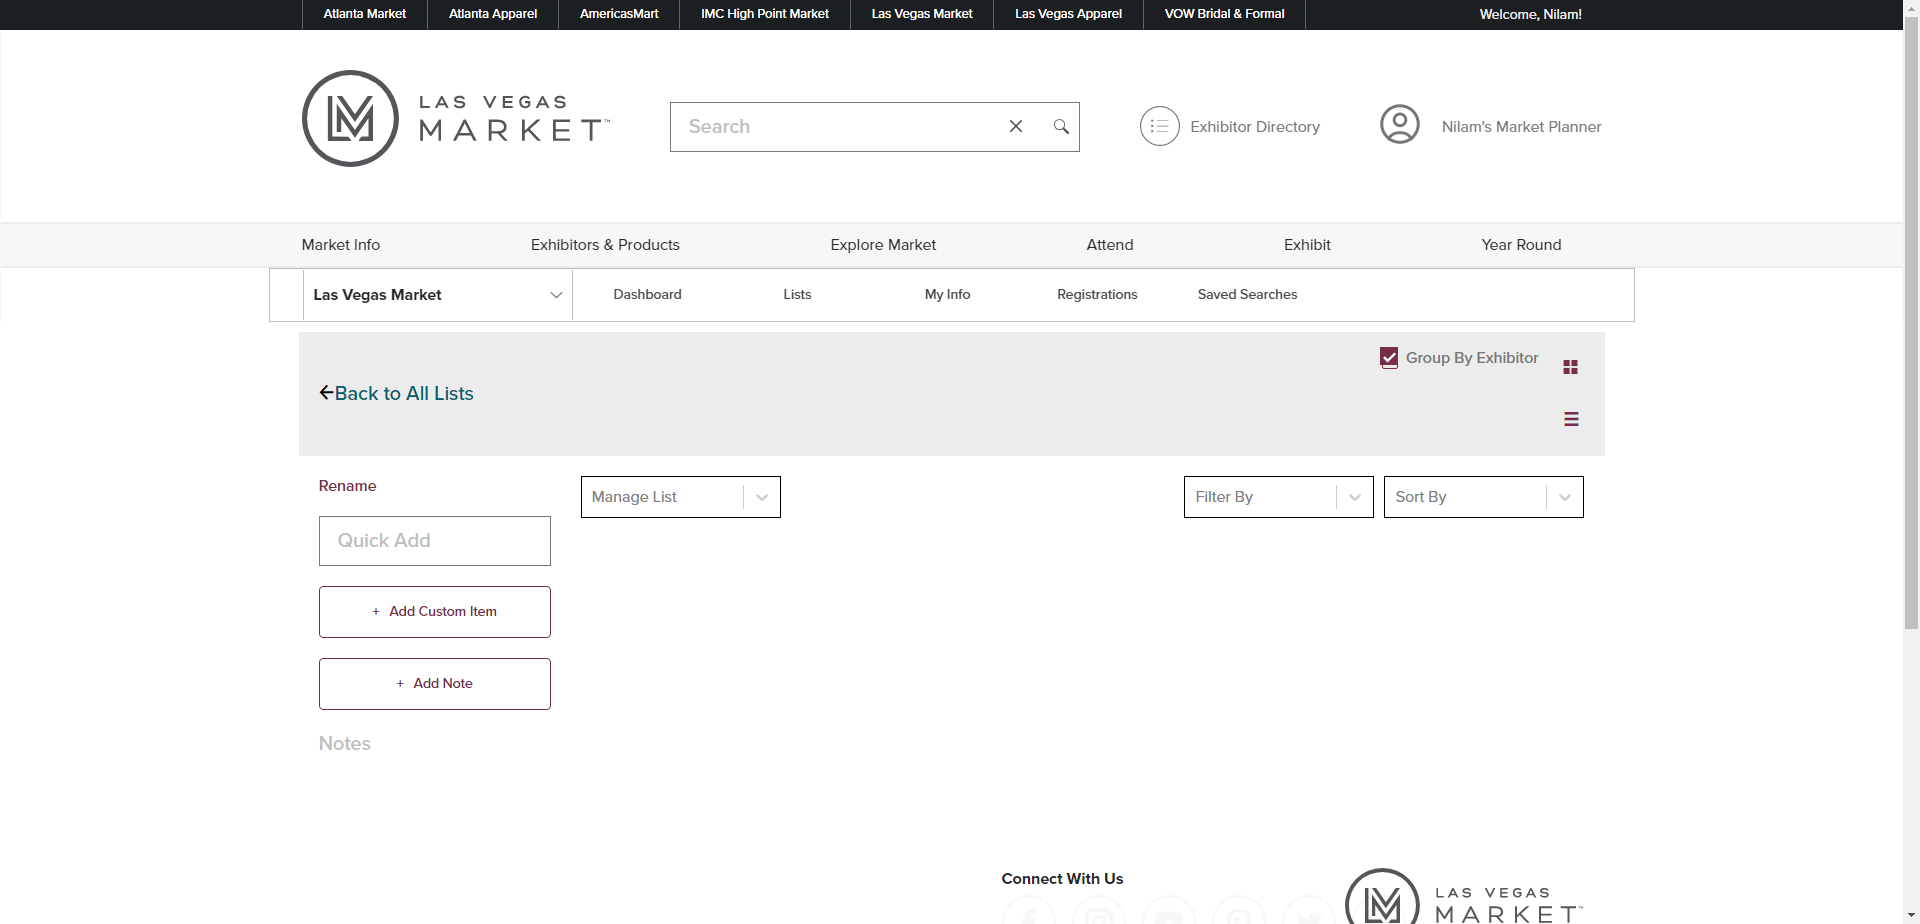 Atlanta Market Atlanta Apparel AmericasMart IMC High Point Market Las Vegas Market Las Vegas Apparel VOW Bridal & Formal Welcome, Nilam!
LAS VEGAS
MARKET™
Search
Exhibitor Directory
Nilam's Market Planner
Market Info Exhibitors & Products Explore Market Attend Exhibit Year Round
Las Vegas Market Dashboard Lists My Info Registrations Saved Searches
Group By Exhibitor
Back to All Lists
Rename
Manage List
Filter By
Sort By
Quick Add
+ Add Custom Item
+ Add Note
Notes
Connect With Us
LAS VEGAS
MARKET™